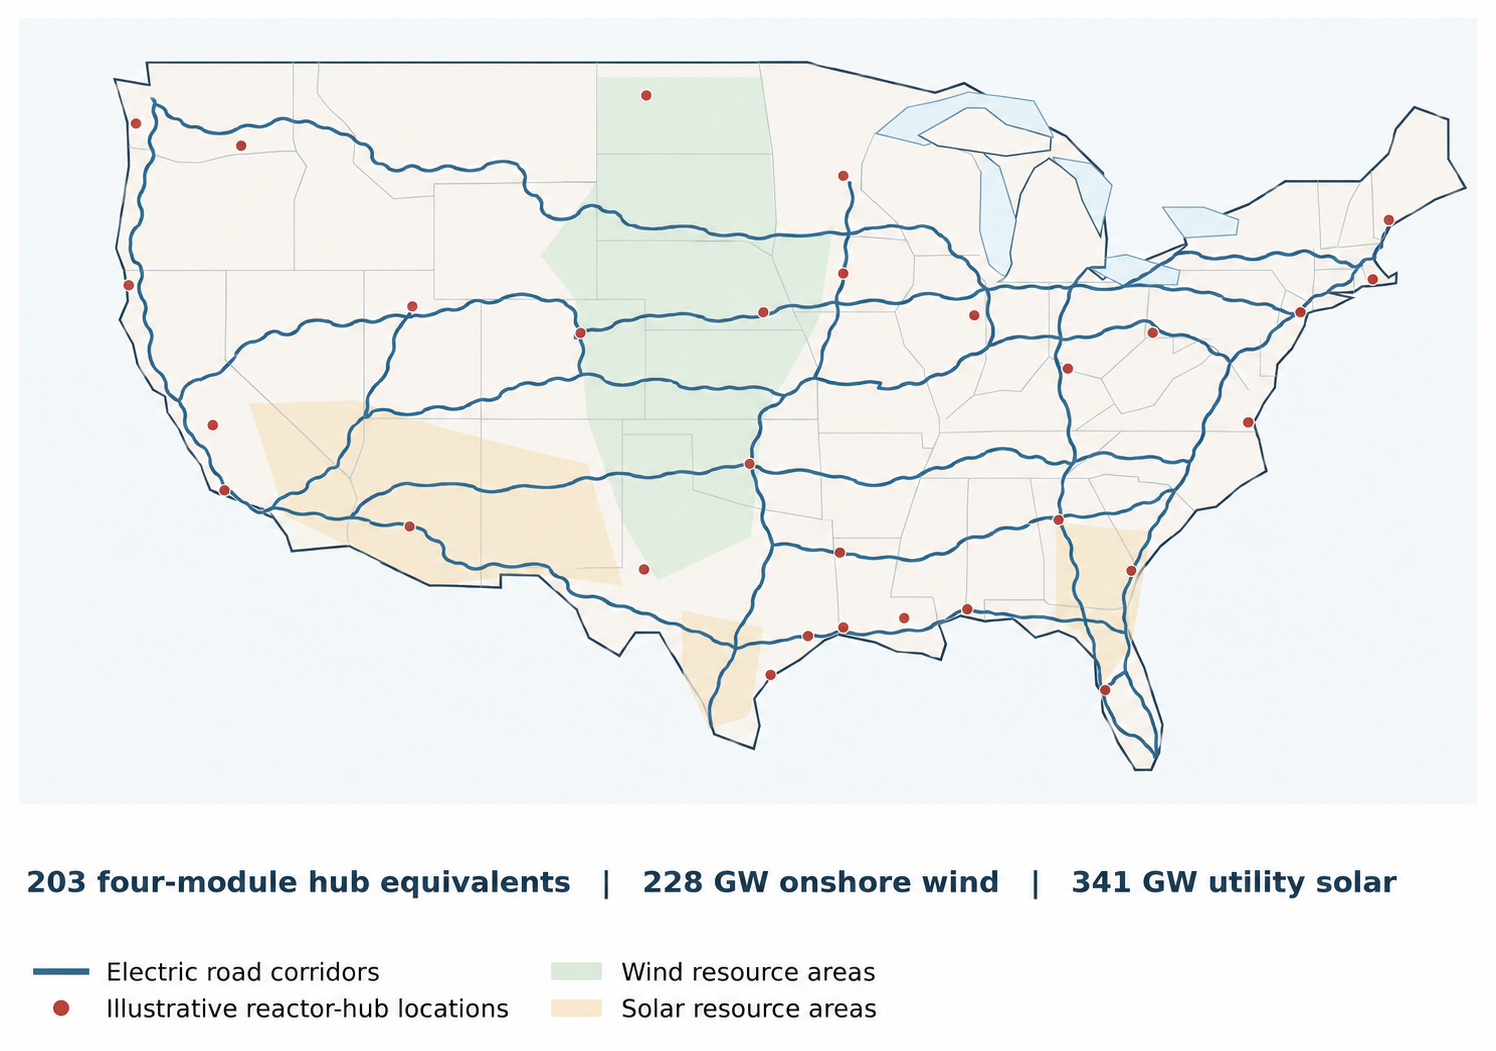 203 four-module hub equivalents | 228 GW onshore wind | 341 GW utility solar
Electric road corridors
Illustrative reactor-hub locations
Wind resource areas
Solar resource areas